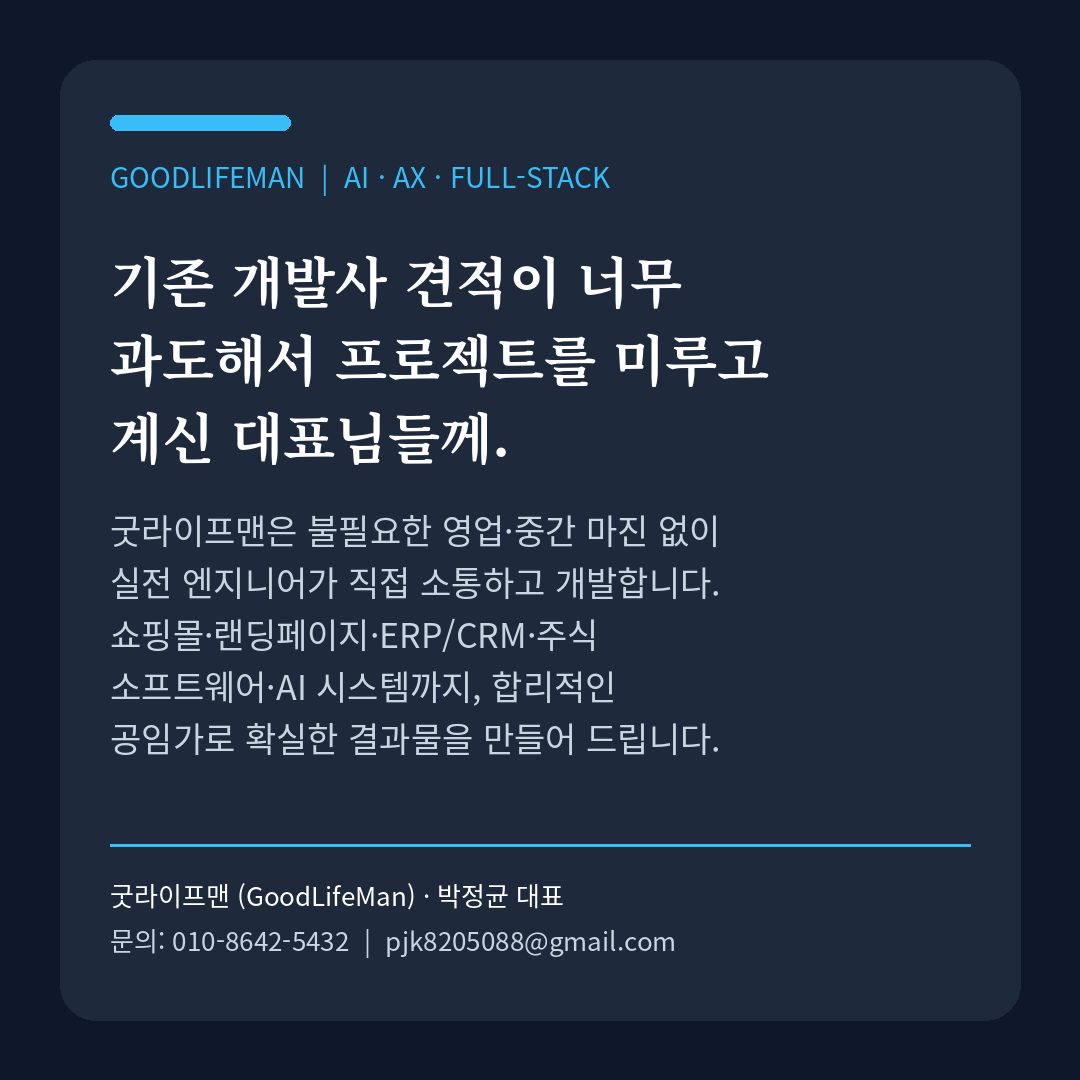 GOODLIFEMAN | AI · AX · FULL-STACK
기존 개발사 견적이 너무
과도해서 프로젝트를 미루고
계신 대표님들께.
굿라이프맨은 불필요한 영업·중간 마진 없이
실전 엔지니어가 직접 소통하고 개발합니다.
쇼핑몰·랜딩페이지·ERP/CRM·주식
소프트웨어·AI 시스템까지, 합리적인
공임가로 확실한 결과물을 만들어 드립니다.
굿라이프맨 (GoodLifeMan) · 박정균 대표
문의: 010-8642-5432 | pjk8205088@gmail.com